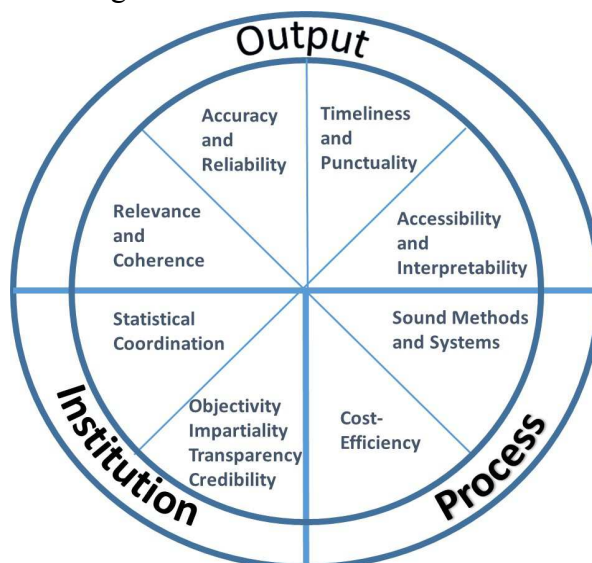 Output
Accuracy
and
Reliability
Timeliness
and
Punctuality
Relevance
and
Coherence
Accessibility
and
Interpretability
Statistical
Coordination
Sound Methods
and Systems
Objectivity
Impartiality
Transparency
Credibility
Cost-
Efficiency
Institution
Process